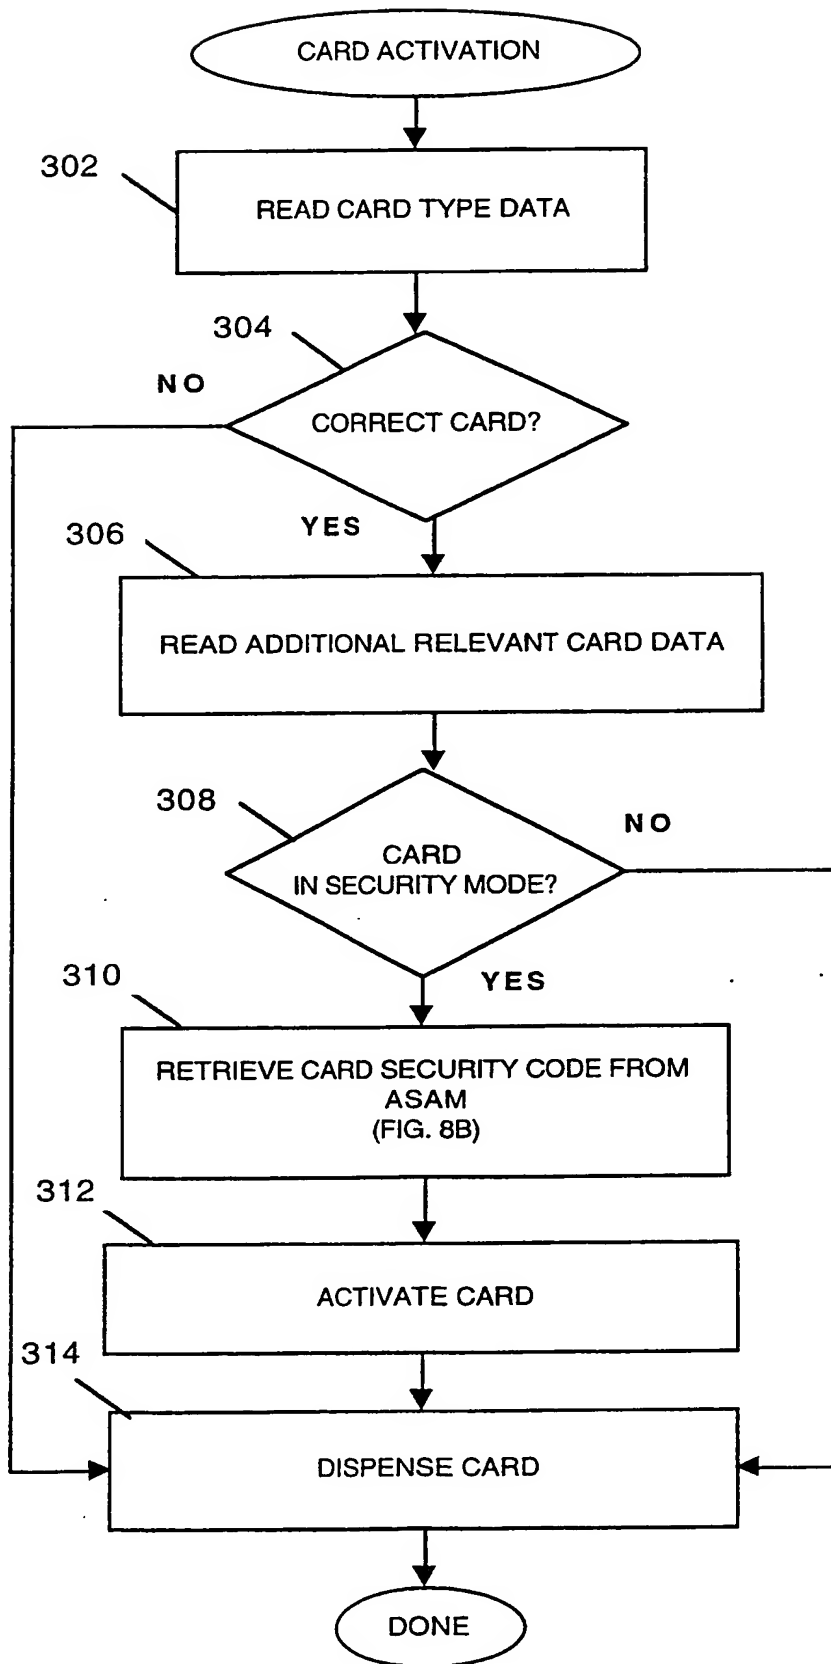 CARD ACTIVATION
302
READ CARD TYPE DATA
304
NO
CORRECT CARD?
YES
306
READ ADDITIONAL RELEVANT CARD DATA
308
NO
CARD
IN SECURITY MODE?
YES
310
RETRIEVE CARD SECURITY CODE FROM
ASAM
(FIG. 8B)
312
ACTIVATE CARD
314
DISPENSE CARD
DONE